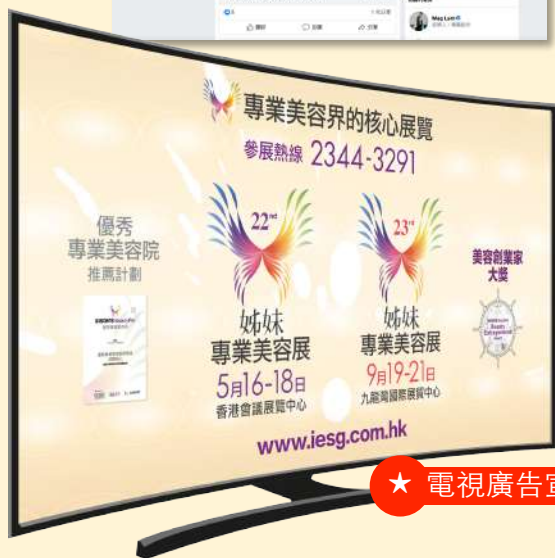 Meg Lam
專業美容界的核心展覽
參展熱線 2344-3291
優秀
專業美容院
推薦計劃
22nd
姊妹
專業美容展
5月16-18日
香港會議展覽中心
23rd
姊妹
專業美容展
9月19-21日
九龍灣國際展貿中心
美容創業家
大獎
www.iesg.com.hk
★ 電視廣告宣